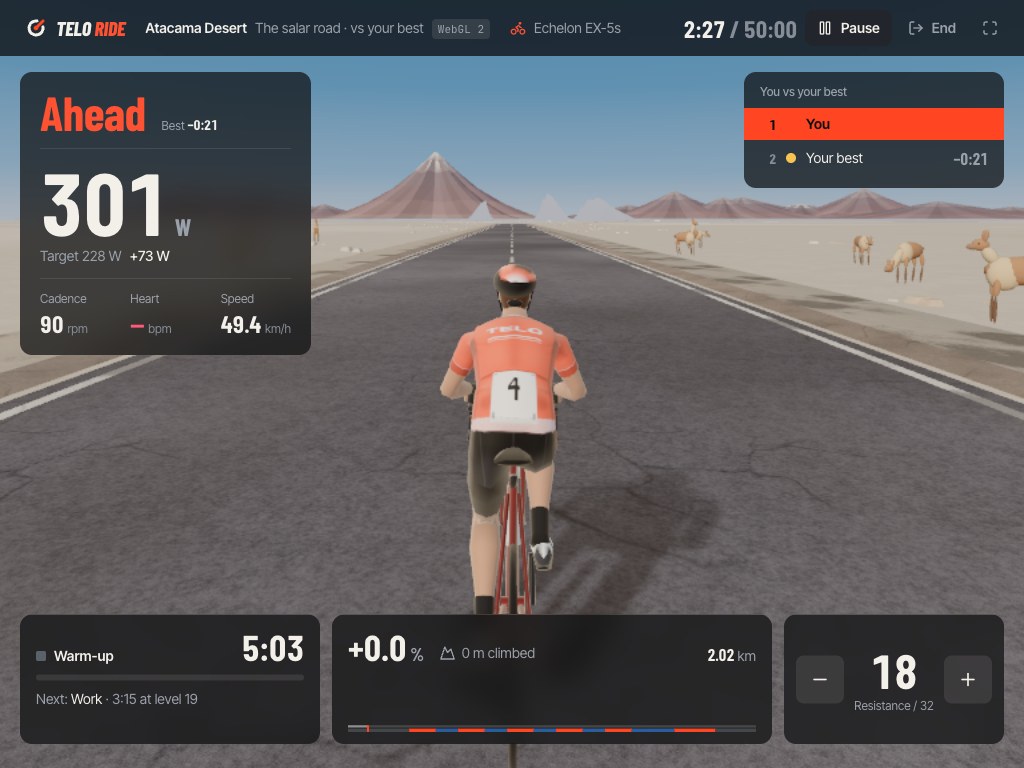 TELO RIDE Atacama Desert The salar road · vs your best WebGL 2 Echelon EX-5s 2:27 / 50:00 Pause End
Ahead Best −0:21
301 W
Target 228 W +73 W
Cadence Heart Speed
90 rpm — bpm 49.4 km/h
You vs your best
1 You
2 Your best −0:21
TELO
4
Warm-up 5:03
Next: Work · 3:15 at level 19
+0.0 % 0 m climbed 2.02 km
− 18 +
Resistance / 32